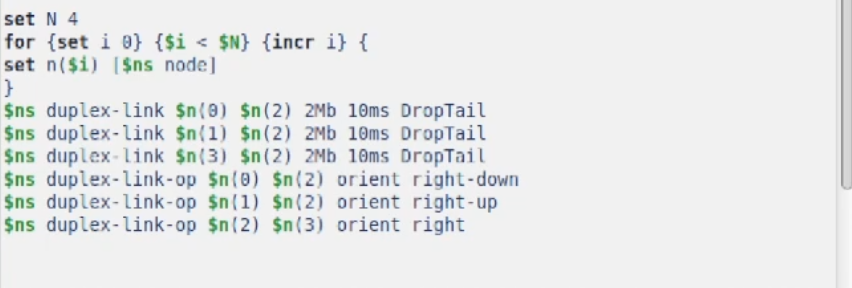 set N 4
for {set i 0} {$i < $N} {incr i} {
set n($i) [$ns node]
}
$ns duplex-link $n(0) $n(2) 2Mb 10ms DropTail
$ns duplex-link $n(1) $n(2) 2Mb 10ms DropTail
$ns duplex-link $n(3) $n(2) 2Mb 10ms DropTail
$ns duplex-link-op $n(0) $n(2) orient right-down
$ns duplex-link-op $n(1) $n(2) orient right-up
$ns duplex-link-op $n(2) $n(3) orient right